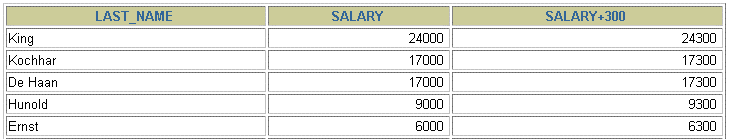 LAST_NAME SALARY SALARY+300
King 24000 24300
Kochhar 17000 17300
De Haan 17000 17300
Hunold 9000 9300
Ernst 6000 6300